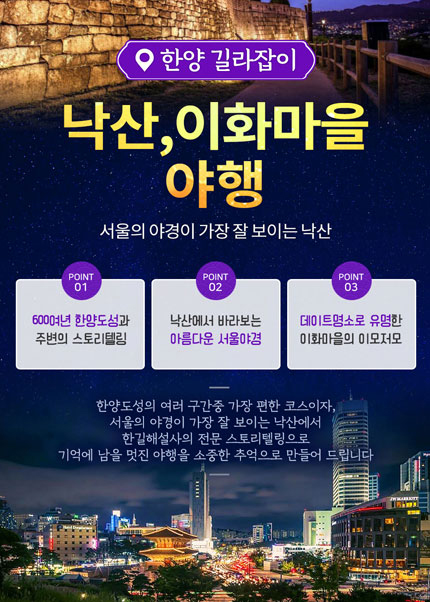 한양 길라잡이
낙산,이화마을
야행
서울의 야경이 가장 잘 보이는 낙산
POINT
01
600여년 한양도성과
주변의 스토리텔링
POINT
02
낙산에서 바라보는
아름다운 서울야경
POINT
03
데이트명소로 유명한
이화마을의 이모저모
한양도성의 여러 구간중 가장 편한 코스이자,
서울의 야경이 가장 잘 보이는 낙산에서
한길해설사의 전문 스토리텔링으로
기억에 남을 멋진 야행을 소중한 추억으로 만들어 드립니다
JW MARRIOTT